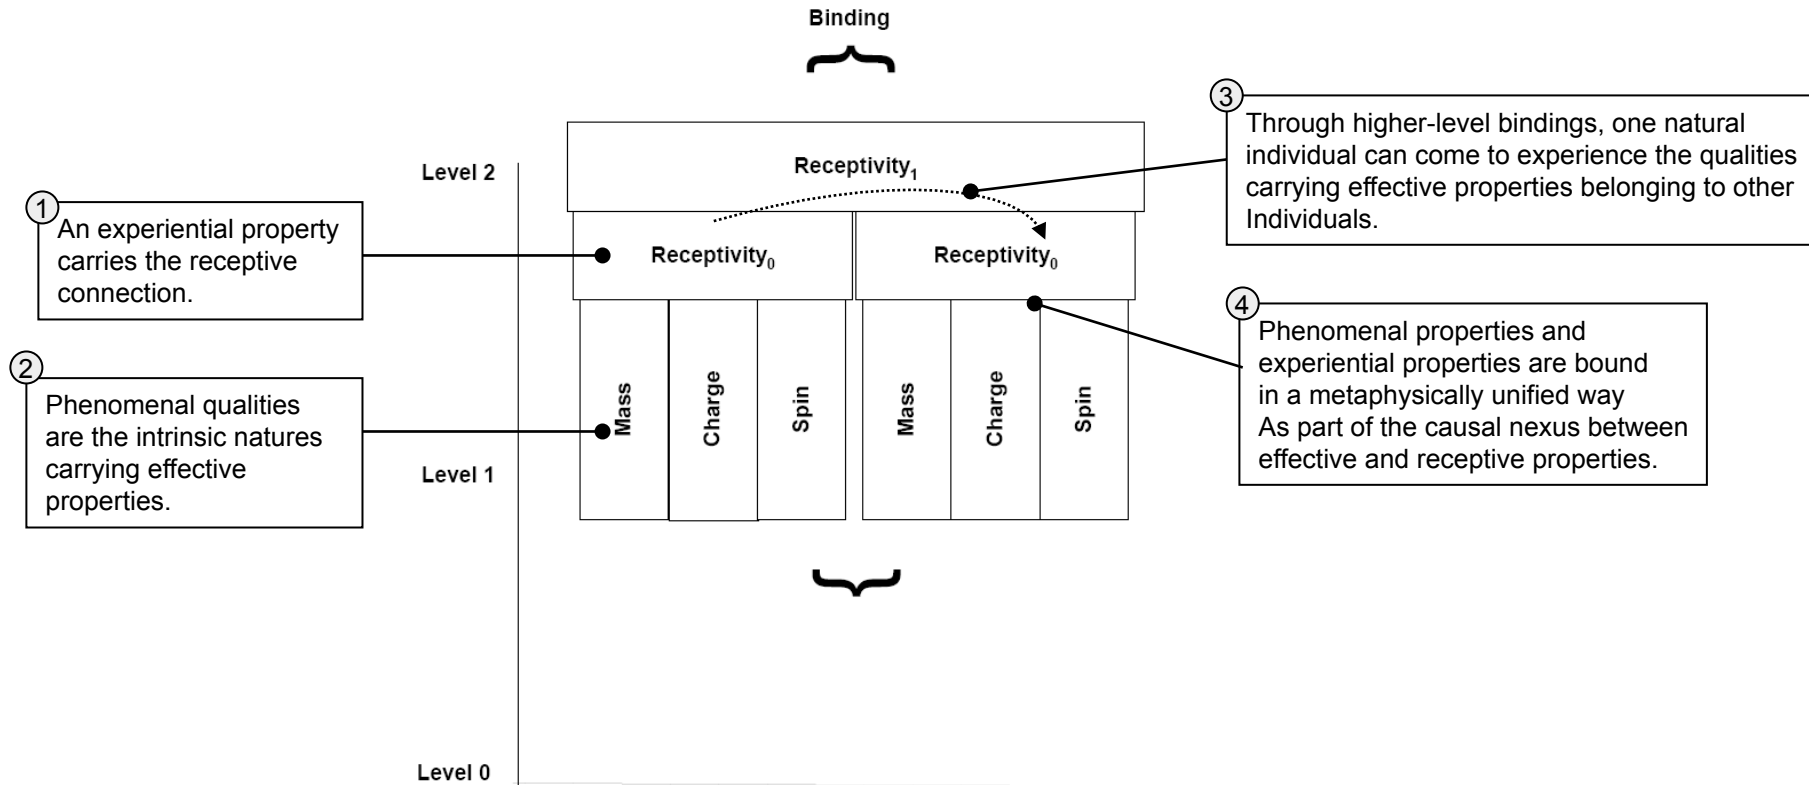 Binding
Level 2
Level 1
Level 0
Receptivity₁
Receptivity₀
Receptivity₀
Mass
Charge
Spin
Mass
Charge
Spin
1
An experiential property
carries the receptive
connection.
2
Phenomenal qualities
are the intrinsic natures
carrying effective
properties.
3
Through higher-level bindings, one natural
individual can come to experience the qualities
carrying effective properties belonging to other
Individuals.
4
Phenomenal properties and
experiential properties are bound
in a metaphysically unified way
As part of the causal nexus between
effective and receptive properties.